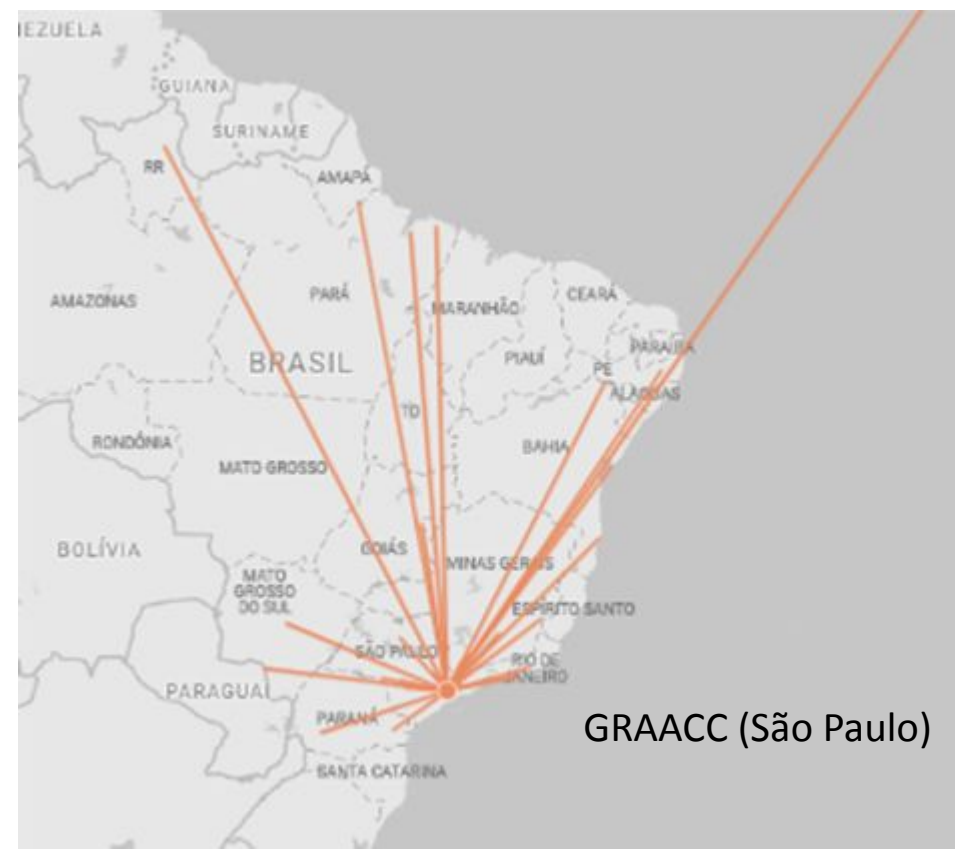 EZUELA
GUIANA
SURINAME
RR
AMAPÁ
AMAZONAS
PARÁ
MARANHÃO
CEARÁ
BRASIL
PIAUÍ
PARAÍBA
PE
ALAGOAS
TO
RONDÔNIA
BAHIA
MATO GROSSO
BOLÍVIA
GOIÁS
MINAS GERAIS
MATO
GROSSO
DO SUL
ESPÍRITO SANTO
SÃO PAULO
RIO DE
JANEIRO
PARAGUAI
PARANÁ
GRAACC (São Paulo)
SANTA CATARINA